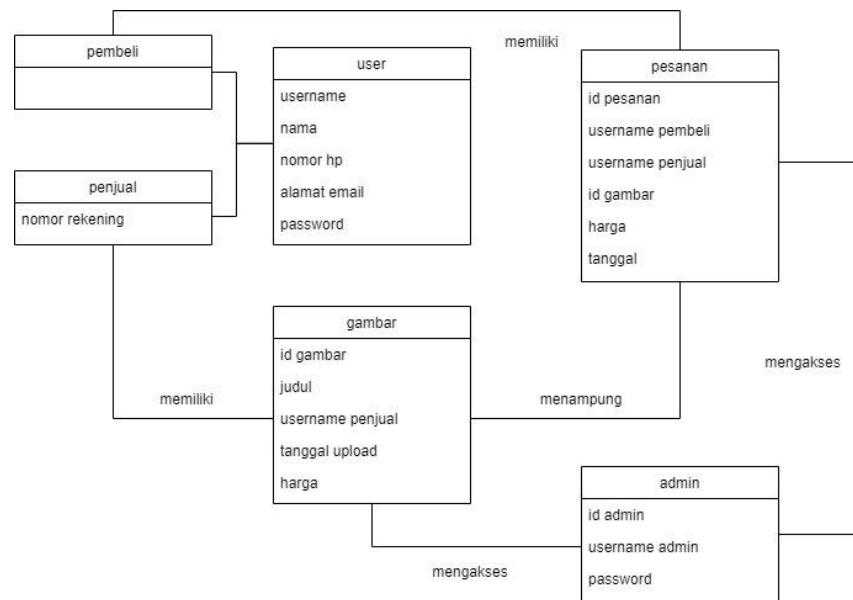 memiliki
pembeli
user
username
nama
nomor hp
alamat email
password
pesanan
id pesanan
username pembeli
username penjual
id gambar
harga
tanggal
penjual
nomor rekening
gambar
id gambar
judul
username penjual
tanggal upload
harga
memiliki
menampung
mengakses
admin
id admin
username admin
password
mengakses